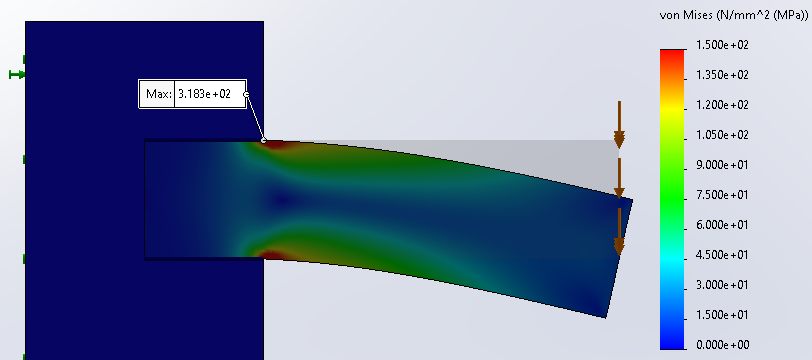 von Mises (N/mm^2 (MPa))
1.500e+02
1.350e+02
1.200e+02
1.050e+02
9.000e+01
7.500e+01
6.000e+01
4.500e+01
3.000e+01
1.500e+01
0.000e+00
Max: 3.183e+02